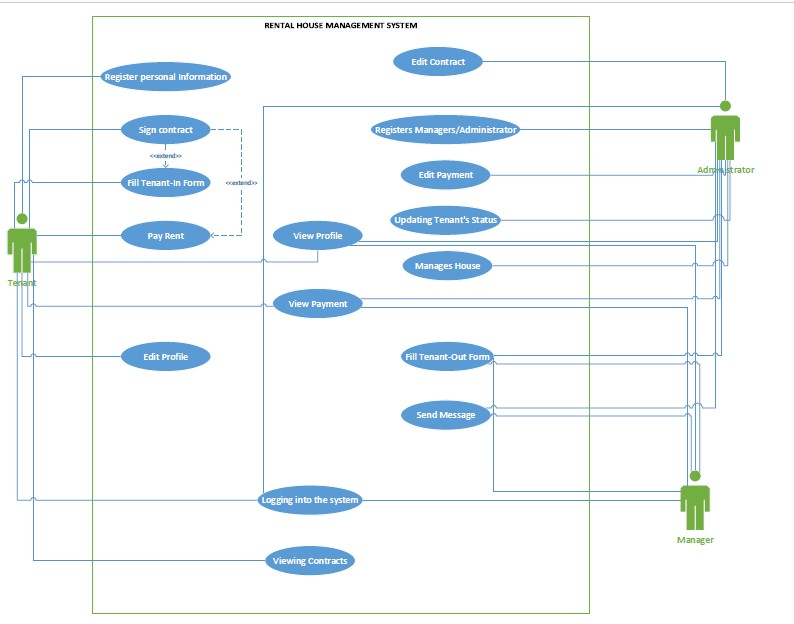 RENTAL HOUSE MANAGEMENT SYSTEM
Edit Contract
Register personal Information
Sign contract
Registers Managers/Administrator
<<extend>>
Administrator
Fill Tenant-In Form
<<extend>>
Edit Payment
Updating Tenant's Status
Pay Rent
View Profile
Manages House
Tenant
View Payment
Edit Profile
Fill Tenant-Out Form
Send Message
Logging into the system
Manager
Viewing Contracts